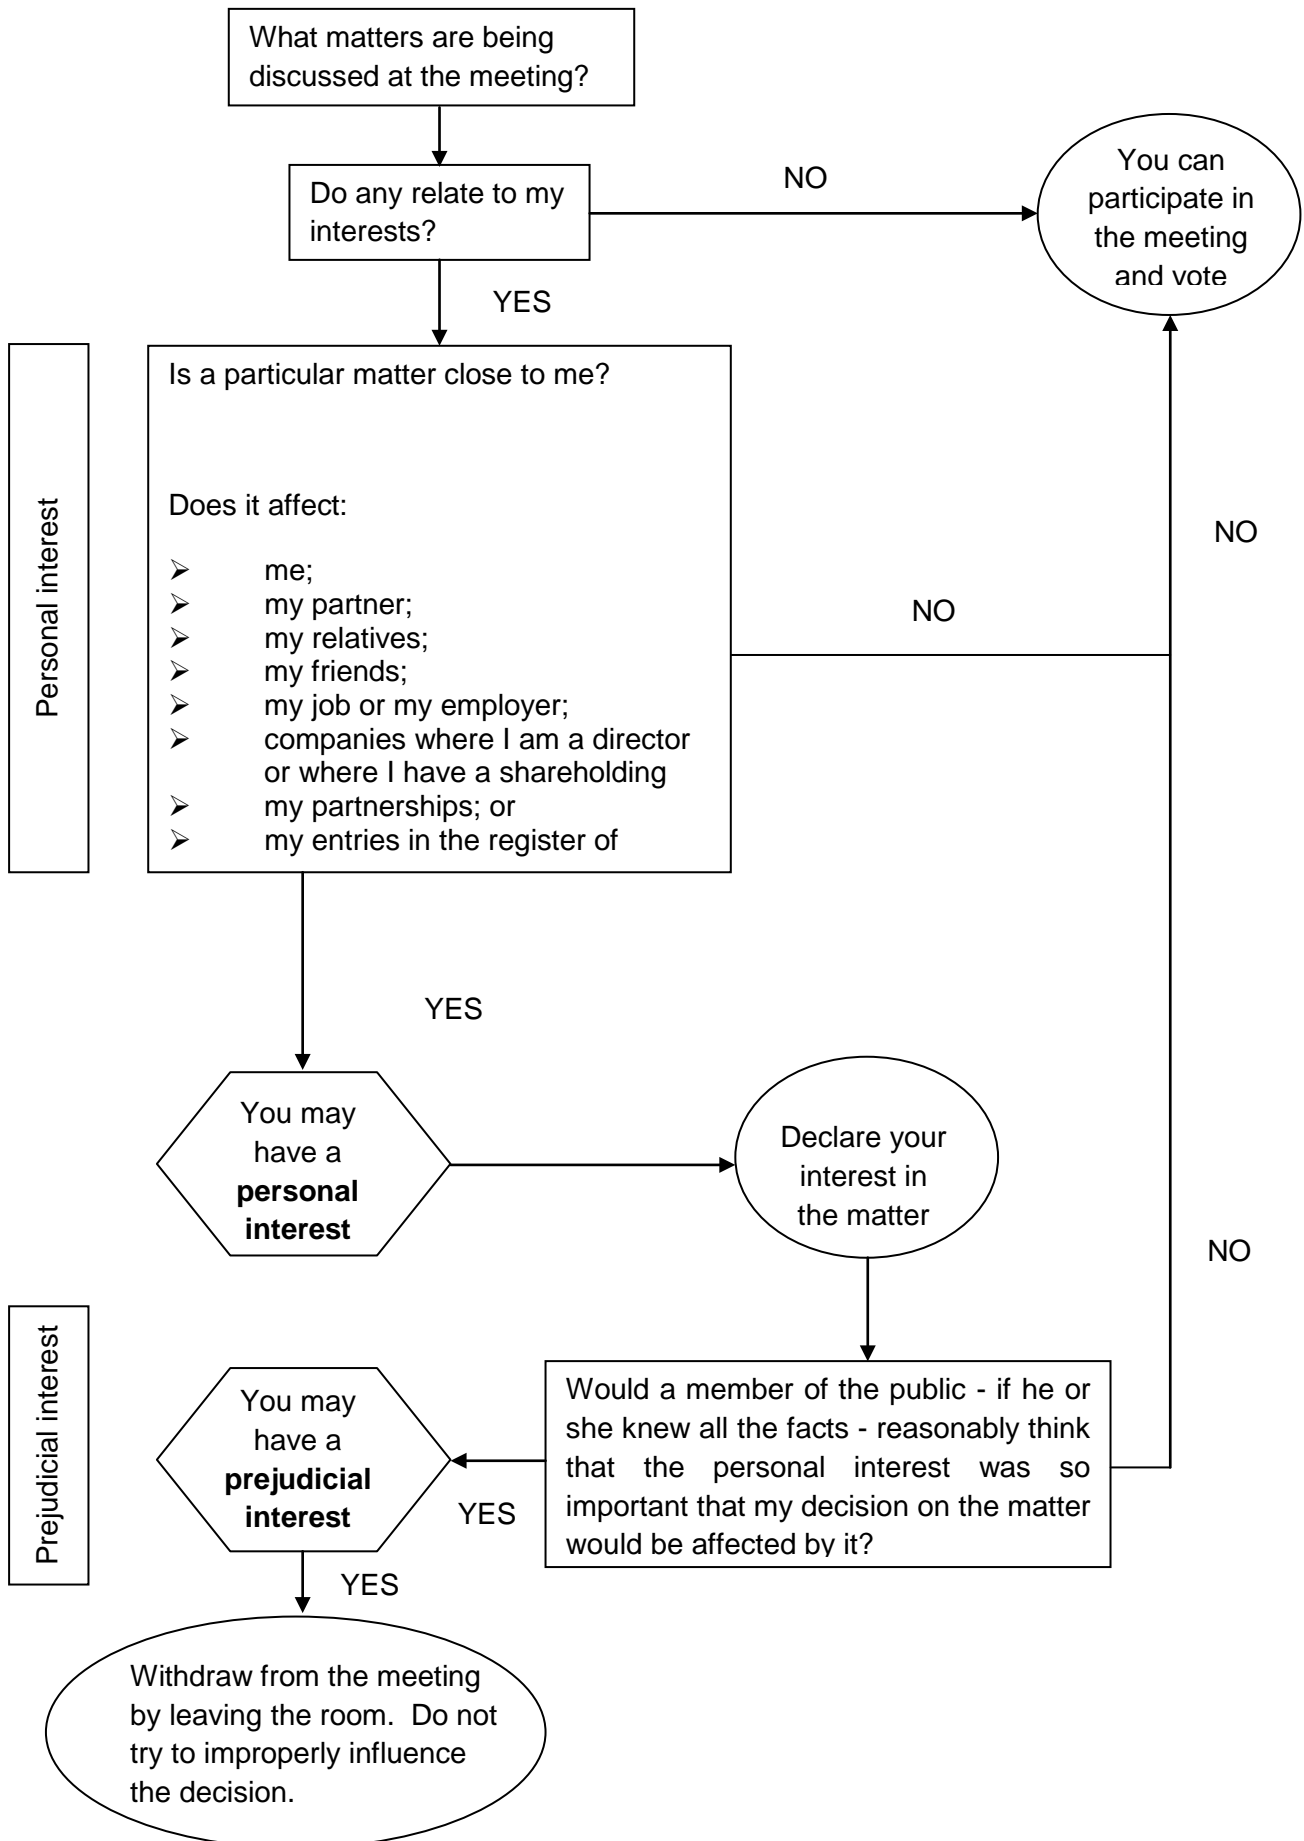 What matters are being
discussed at the meeting?
Do any relate to my
interests?
NO
You can
participate in
the meeting
and vote
YES
Personal interest
Is a particular matter close to me?
Does it affect:
➢ me;
➢ my partner;
➢ my relatives;
➢ my friends;
➢ my job or my employer;
➢ companies where I am a director
or where I have a shareholding
➢ my partnerships; or
➢ my entries in the register of
NO
NO
YES
You may
have a
personal
interest
Declare your
interest in
the matter
NO
Prejudicial interest
You may
have a
prejudicial
interest
YES
Would a member of the public - if he or
she knew all the facts - reasonably think
that the personal interest was so
important that my decision on the matter
would be affected by it?
YES
Withdraw from the meeting
by leaving the room. Do not
try to improperly influence
the decision.